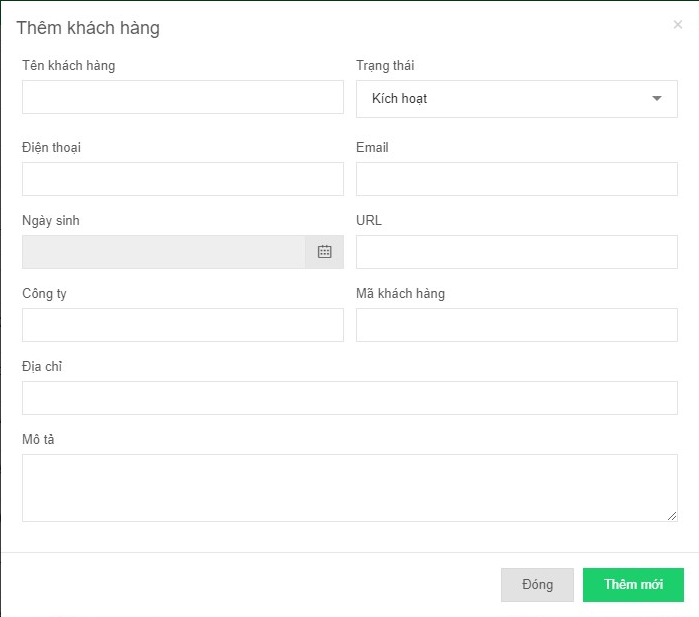 Thêm khách hàng
Tên khách hàng
Trạng thái
Kích hoạt
Điện thoại
Email
Ngày sinh
URL
Công ty
Mã khách hàng
Địa chỉ
Mô tả
Đóng
Thêm mới